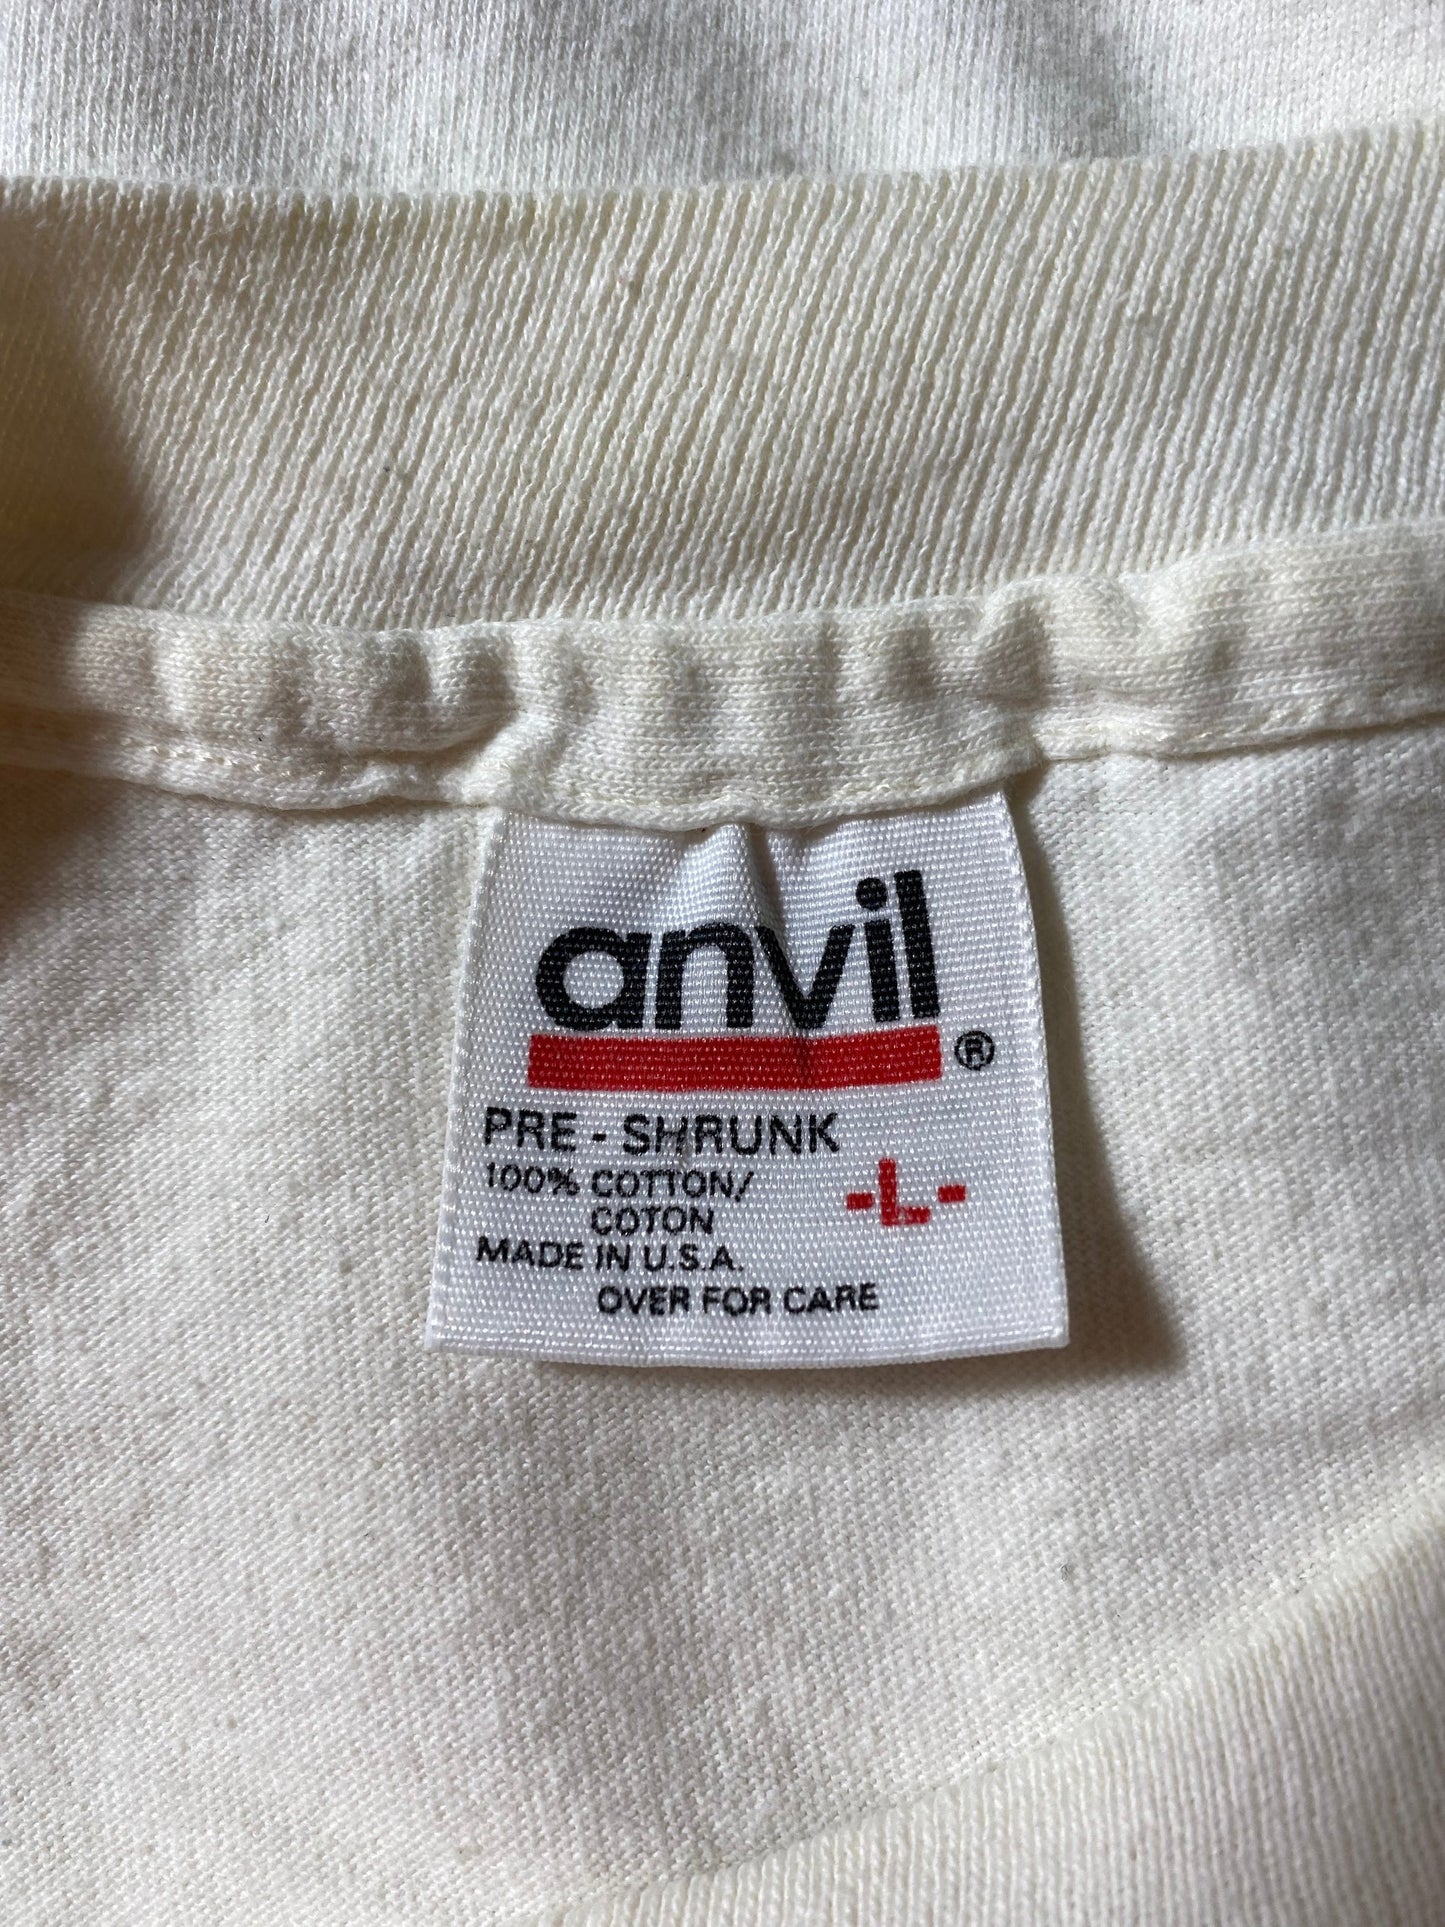 anvil
®
PRE - SHRUNK
100% COTTON/
COTON
-L-
MADE IN U.S.A.
OVER FOR CARE